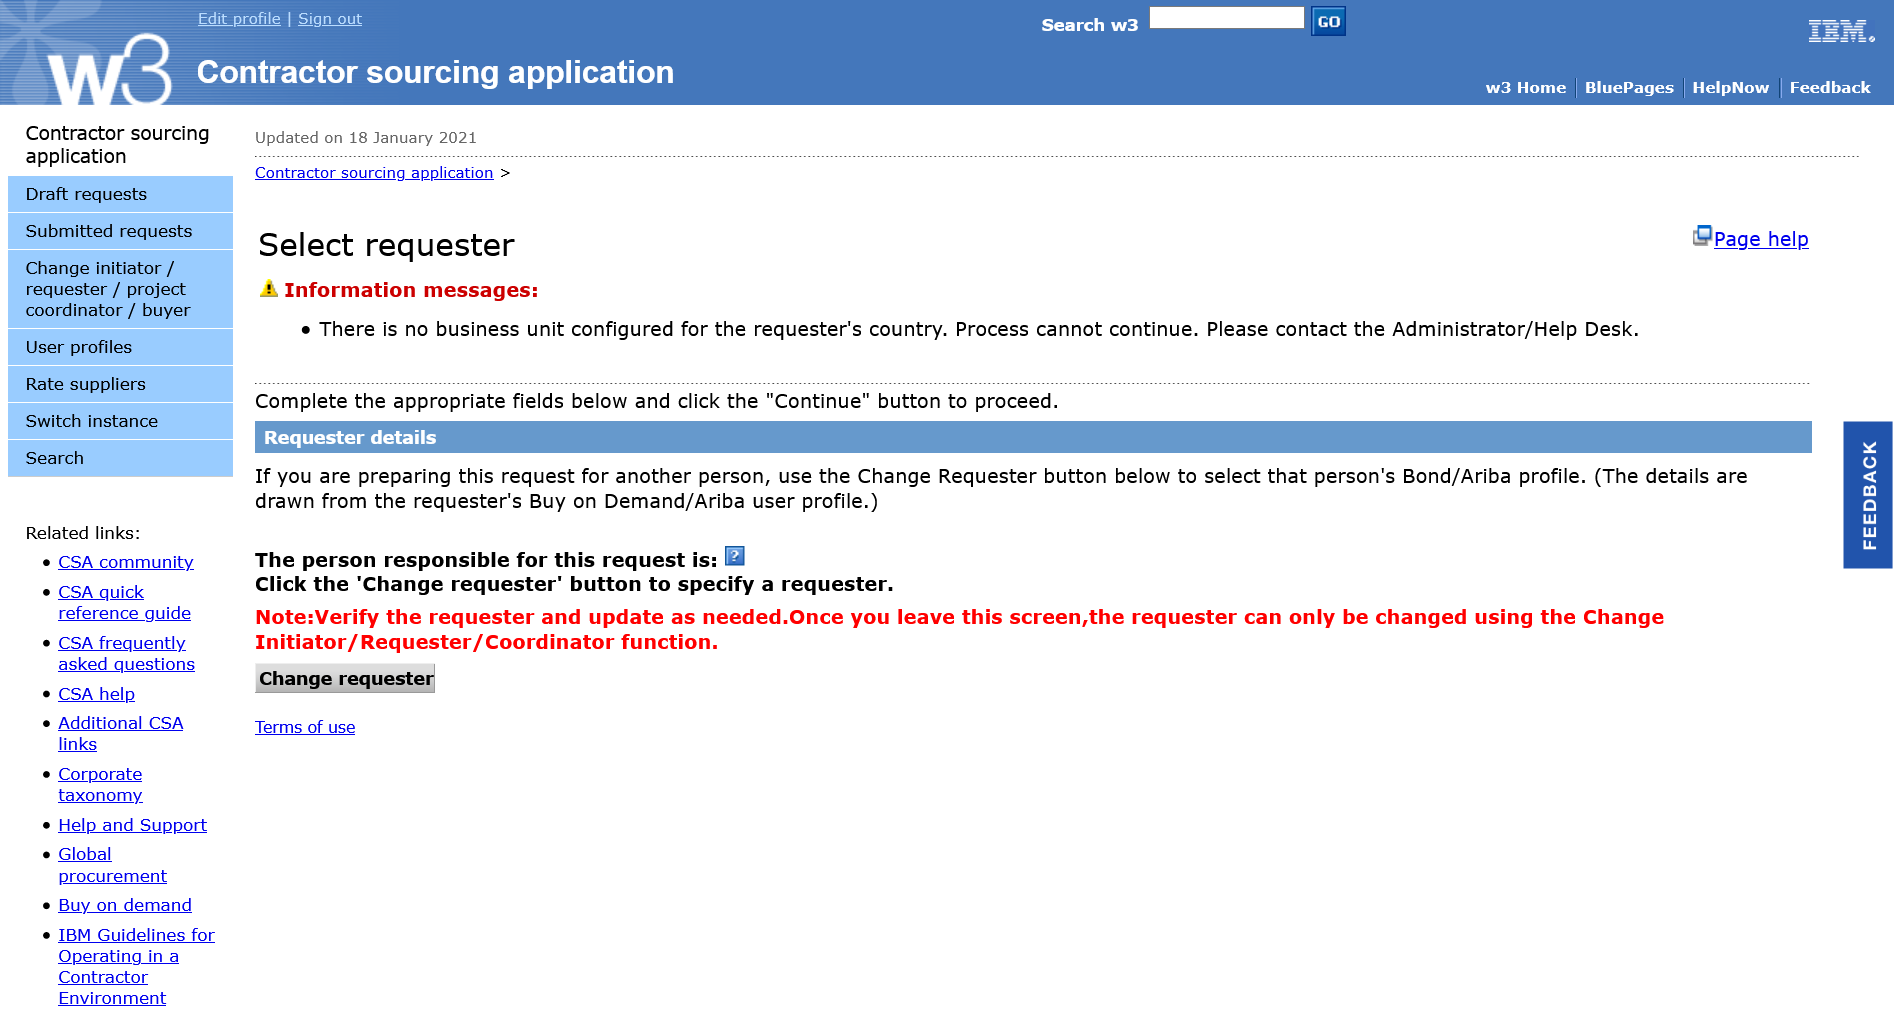 Edit profile | Sign out
Search w3 GO
IBM.
w3
Contractor sourcing application
w3 Home | BluePages | HelpNow | Feedback
Contractor sourcing
application
Draft requests
Submitted requests
Change initiator /
requester / project
coordinator / buyer
User profiles
Rate suppliers
Switch instance
Search
Related links:
• CSA community
• CSA quick
reference guide
• CSA frequently
asked questions
• CSA help
• Additional CSA
links
• Corporate
taxonomy
• Help and Support
• Global
procurement
• Buy on demand
• IBM Guidelines for
Operating in a
Contractor
Environment
Updated on 18 January 2021
Contractor sourcing application >
Select requester
Page help
Information messages:
• There is no business unit configured for the requester's country. Process cannot continue. Please contact the Administrator/Help Desk.
Complete the appropriate fields below and click the "Continue" button to proceed.
Requester details
If you are preparing this request for another person, use the Change Requester button below to select that person's Bond/Ariba profile. (The details are
drawn from the requester's Buy on Demand/Ariba user profile.)
The person responsible for this request is: ?
Click the 'Change requester' button to specify a requester.
Note:Verify the requester and update as needed.Once you leave this screen,the requester can only be changed using the Change
Initiator/Requester/Coordinator function.
Change requester
Terms of use
FEEDBACK